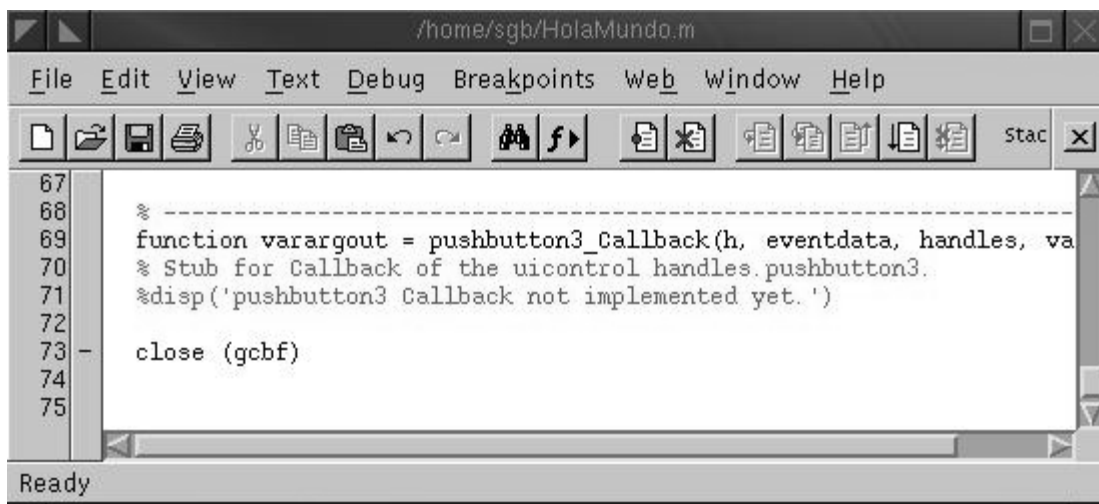 /home/sgb/HolaMundo.m
File Edit View Text Debug Breakpoints Web Window Help
Stac
67
68 % -----------------------------------------------------------------
69 function varargout = pushbutton3_Callback(h, eventdata, handles, va
70 % Stub for Callback of the uicontrol handles.pushbutton3.
71 %disp('pushbutton3 Callback not implemented yet.')
72
73 - close (gcbf)
74
75
Ready